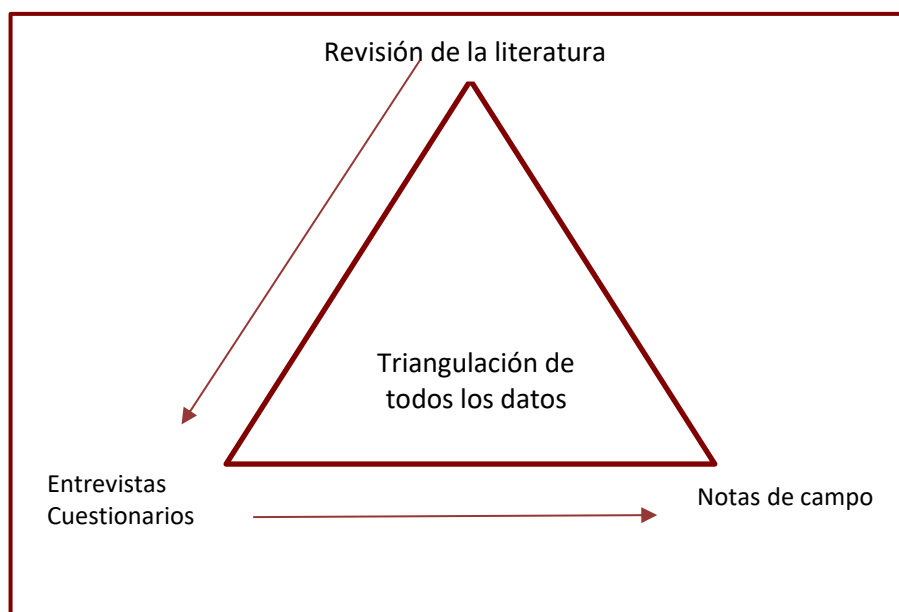 Revisión de la literatura
Triangulación de
todos los datos
Entrevistas
Cuestionarios
Notas de campo